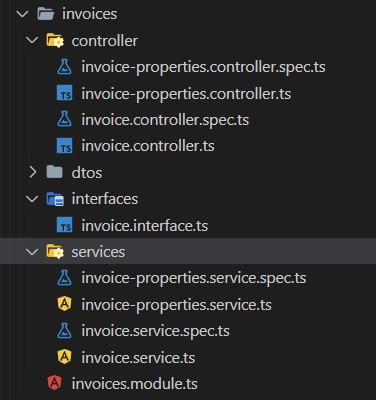 invoices
controller
invoice-properties.controller.spec.ts
TS invoice-properties.controller.ts
invoice.controller.spec.ts
TS invoice.controller.ts
dtos
interfaces
TS invoice.interface.ts
services
invoice-properties.service.spec.ts
invoice-properties.service.ts
invoice.service.spec.ts
invoice.service.ts
invoices.module.ts